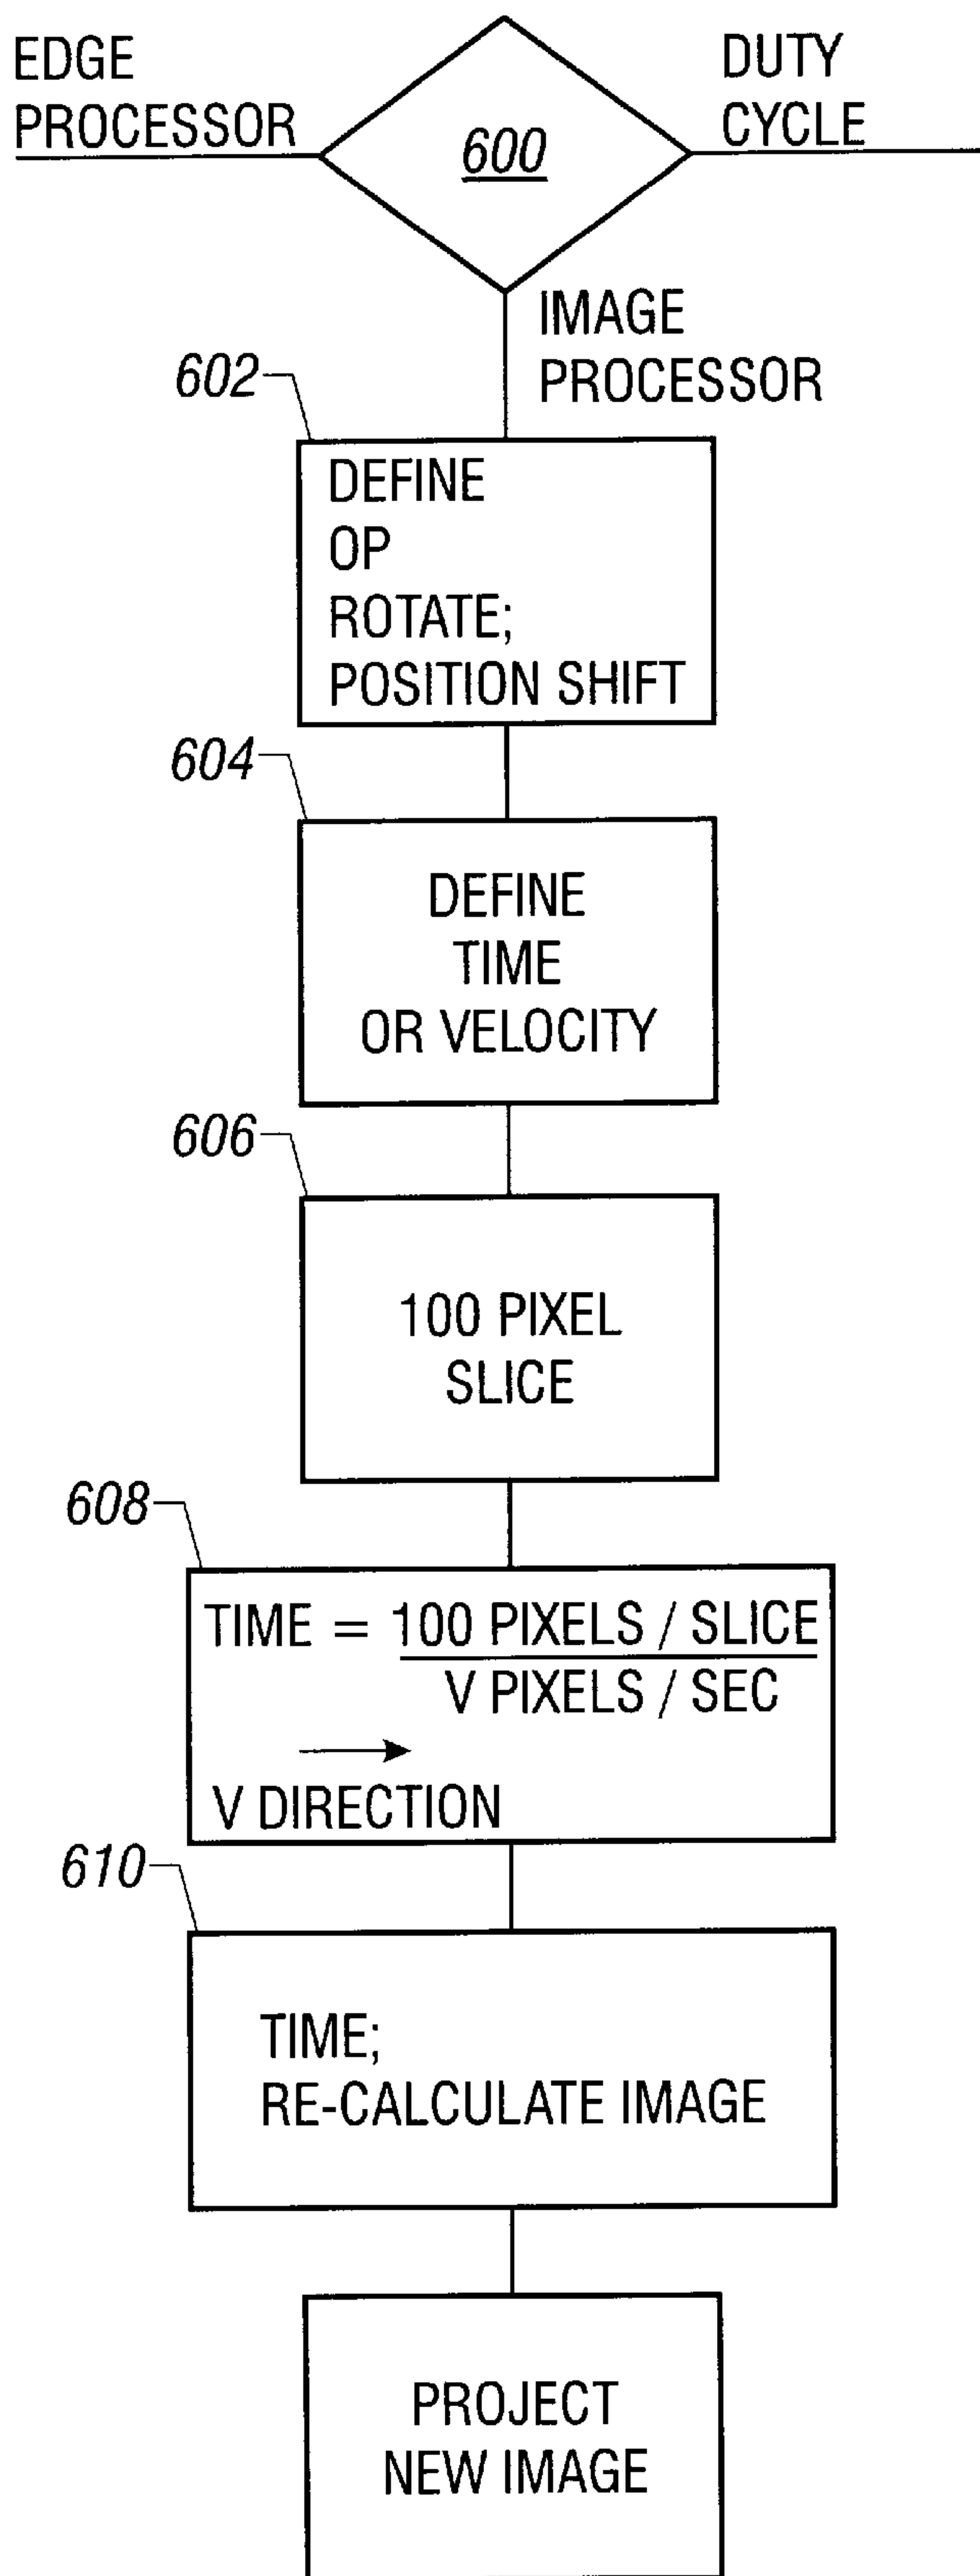 EDGE
PROCESSOR
600
DUTY
CYCLE
IMAGE
PROCESSOR
602
DEFINE
OP
ROTATE;
POSITION SHIFT
604
DEFINE
TIME
OR VELOCITY
606
100 PIXEL
SLICE
608
TIME = 100 PIXELS / SLICE
V PIXELS / SEC
V DIRECTION
610
TIME;
RE-CALCULATE IMAGE
PROJECT
NEW IMAGE